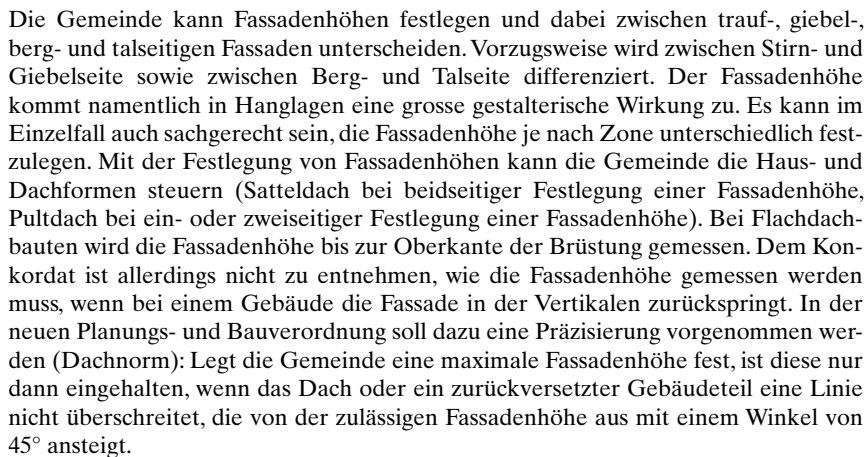 Die Gemeinde kann Fassadenhöhen festlegen und dabei zwischen trauf-, giebel-,
berg- und talseitigen Fassaden unterscheiden. Vorzugsweise wird zwischen Stirn- und
Giebelseite sowie zwischen Berg- und Talseite differenziert. Der Fassadenhöhe
kommt namentlich in Hanglagen eine grosse gestalterische Wirkung zu. Es kann im
Einzelfall auch sachgerecht sein, die Fassadenhöhe je nach Zone unterschiedlich fest-
zulegen. Mit der Festlegung von Fassadenhöhen kann die Gemeinde die Haus- und
Dachformen steuern (Satteldach bei beidseitiger Festlegung einer Fassadenhöhe,
Pultdach bei ein- oder zweiseitiger Festlegung einer Fassadenhöhe). Bei Flachdach-
bauten wird die Fassadenhöhe bis zur Oberkante der Brüstung gemessen. Dem Kon-
kordat ist allerdings nicht zu entnehmen, wie die Fassadenhöhe gemessen werden
muss, wenn bei einem Gebäude die Fassade in der Vertikalen zurückspringt. In der
neuen Planungs- und Bauverordnung soll dazu eine Präzisierung vorgenommen wer-
den (Dachnorm): Legt die Gemeinde eine maximale Fassadenhöhe fest, ist diese nur
dann eingehalten, wenn das Dach oder ein zurückversetzter Gebäudeteil eine Linie
nicht überschreitet, die von der zulässigen Fassadenhöhe aus mit einem Winkel von
45° ansteigt.